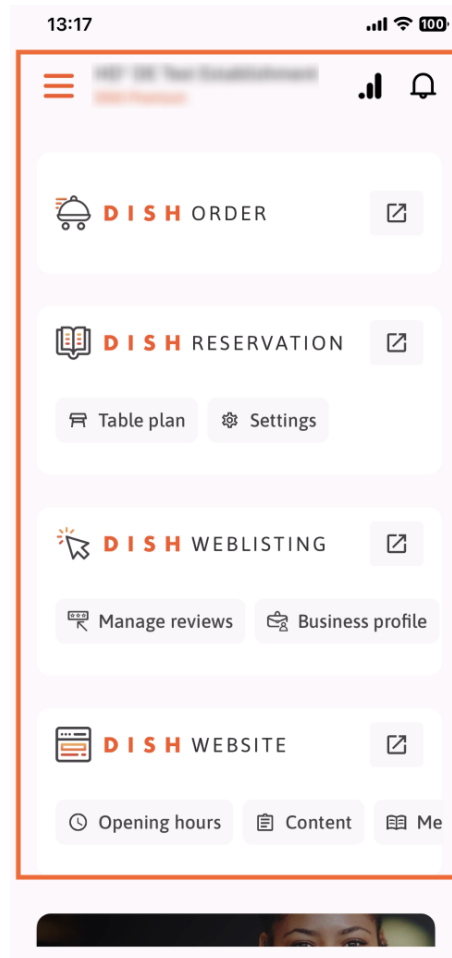 13:17
100
DISH ORDER
DISH RESERVATION
Table plan Settings
DISH WEBLISTING
Manage reviews Business profile
DISH WEBSITE
Opening hours Content Me